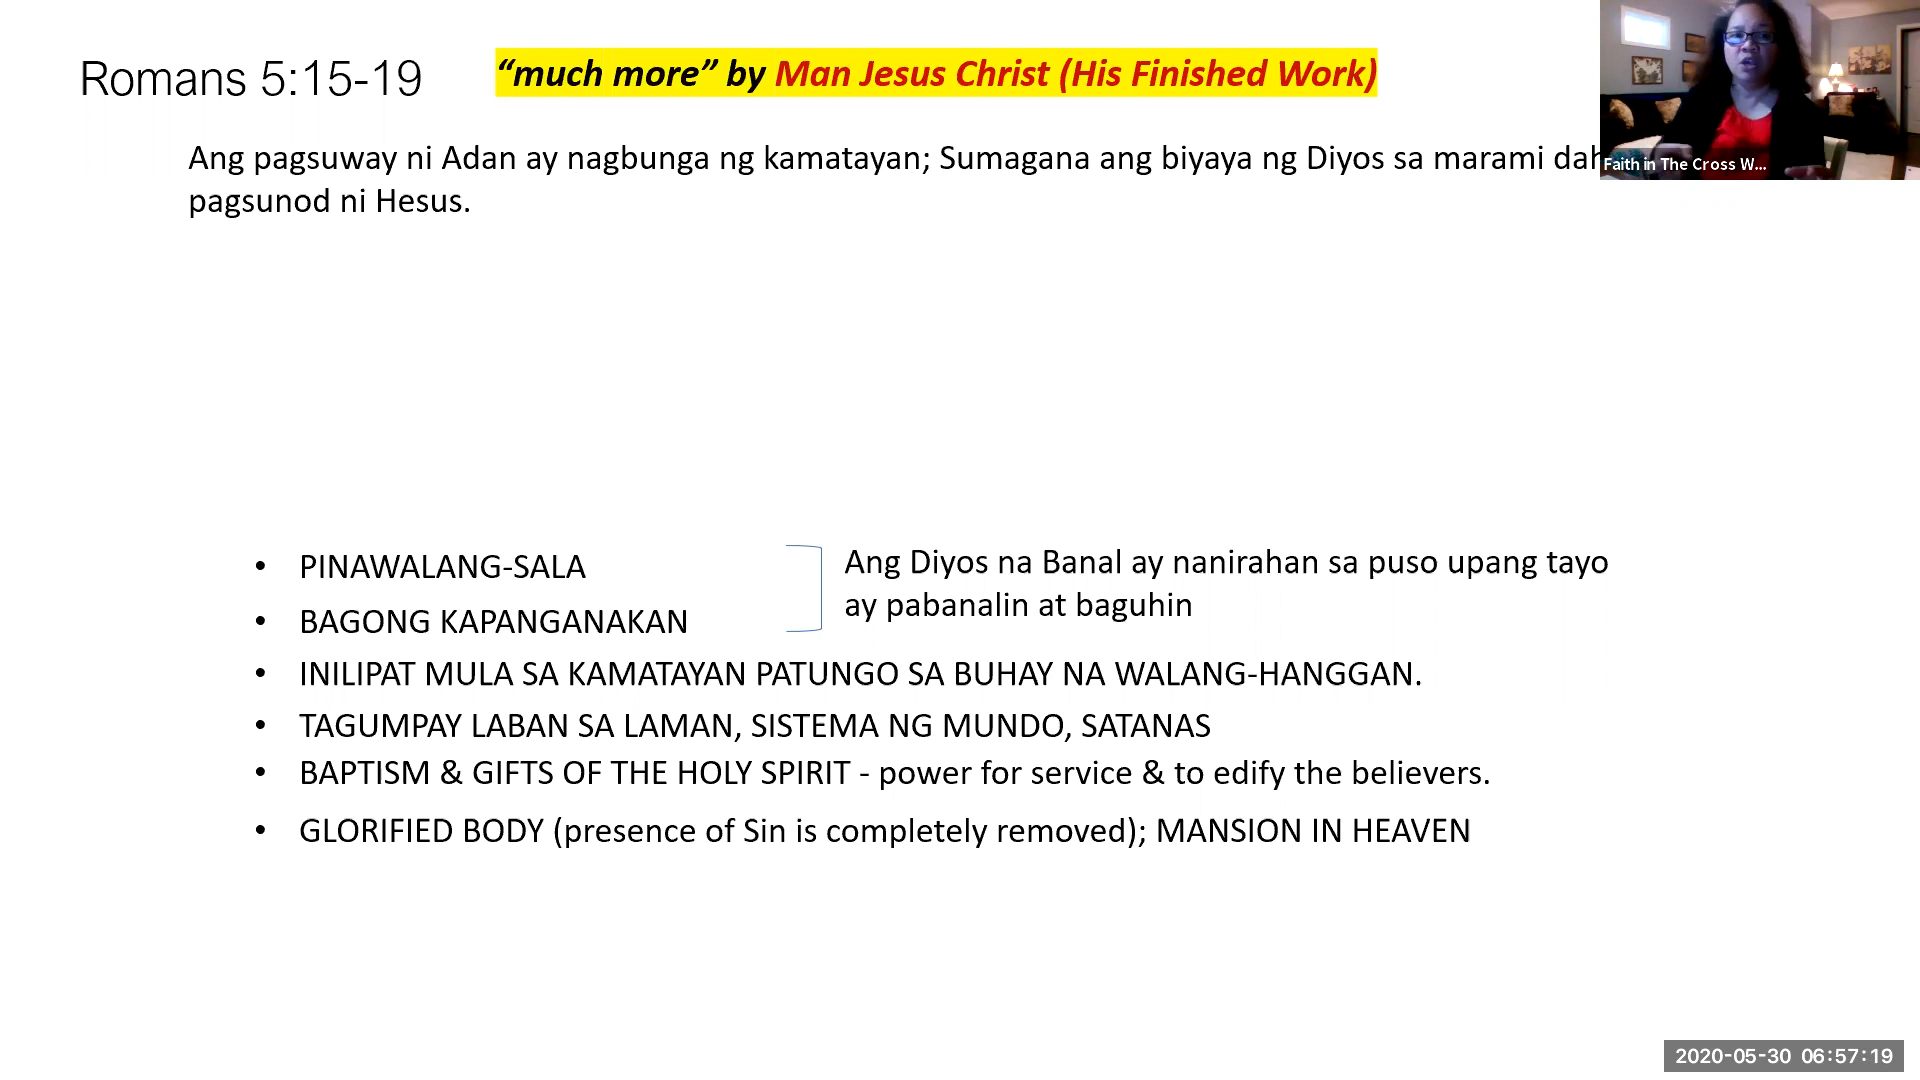 Romans 5:15-19
“much more” by Man Jesus Christ (His Finished Work)
Ang pagsuway ni Adan ay nagbunga ng kamatayan; Sumagana ang biyaya ng Diyos sa marami
pagsunod ni Hesus.
Faith in The Cross W...
• PINAWALANG-SALA
• BAGONG KAPANGANAKAN
Ang Diyos na Banal ay nanirahan sa puso upang tayo
ay pabanalin at baguhin
• INILIPAT MULA SA KAMATAYAN PATUNGO SA BUHAY NA WALANG-HANGGAN.
• TAGUMPAY LABAN SA LAMAN, SISTEMA NG MUNDO, SATANAS
• BAPTISM & GIFTS OF THE HOLY SPIRIT - power for service & to edify the believers.
• GLORIFIED BODY (presence of Sin is completely removed); MANSION IN HEAVEN
2020-05-30 06:57:19